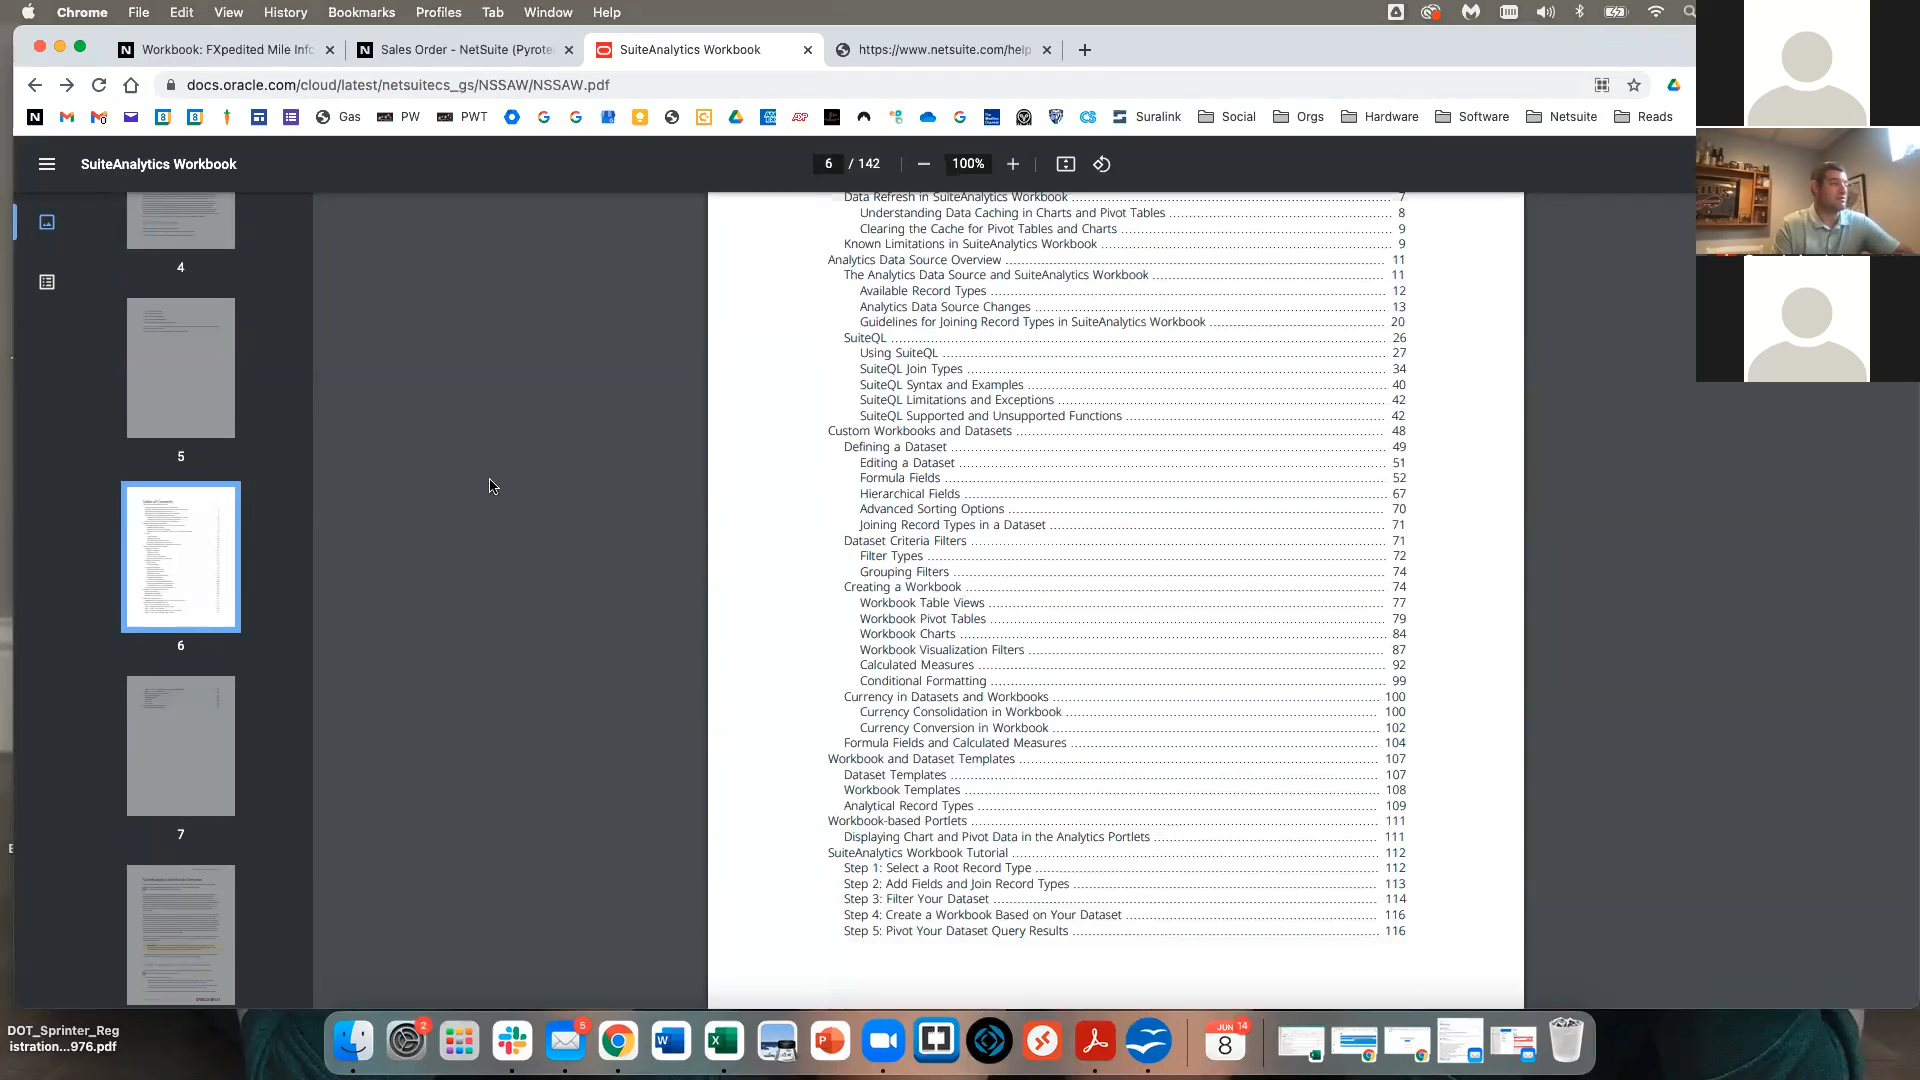 Chrome File Edit View History Bookmarks Profiles Tab Window Help
Workbook: FXpedited Mile Info
Sales Order - NetSuite (Pyrote
SuiteAnalytics Workbook
https://www.netsuite.com/help
docs.oracle.com/cloud/latest/netsuitecs_gs/NSSAW/NSSAW.pdf
Gas PW PWT Suralink Social Orgs Hardware Software Netsuite Reads
SuiteAnalytics Workbook
6 / 142
100%
4
5
6
7
Data Refresh in SuiteAnalytics Workbook 7
Understanding Data Caching in Charts and Pivot Tables 8
Clearing the Cache for Pivot Tables and Charts 9
Known Limitations in SuiteAnalytics Workbook 9
Analytics Data Source Overview 11
The Analytics Data Source and SuiteAnalytics Workbook 11
Available Record Types 12
Analytics Data Source Changes 13
Guidelines for Joining Record Types in SuiteAnalytics Workbook 20
SuiteQL 26
Using SuiteQL 27
SuiteQL Join Types 34
SuiteQL Syntax and Examples 40
SuiteQL Limitations and Exceptions 42
SuiteQL Supported and Unsupported Functions 42
Custom Workbooks and Datasets 48
Defining a Dataset 49
Editing a Dataset 51
Formula Fields 52
Hierarchical Fields 67
Advanced Sorting Options 70
Joining Record Types in a Dataset 71
Dataset Criteria Filters 71
Filter Types 72
Grouping Filters 74
Creating a Workbook 74
Workbook Table Views 77
Workbook Pivot Tables 79
Workbook Charts 84
Workbook Visualization Filters 87
Calculated Measures 92
Conditional Formatting 99
Currency in Datasets and Workbooks 100
Currency Consolidation in Workbook 100
Currency Conversion in Workbook 102
Formula Fields and Calculated Measures 104
Workbook and Dataset Templates 107
Dataset Templates 107
Workbook Templates 108
Analytical Record Types 109
Workbook-based Portlets 111
Displaying Chart and Pivot Data in the Analytics Portlets 111
SuiteAnalytics Workbook Tutorial 112
Step 1: Select a Root Record Type 112
Step 2: Add Fields and Join Record Types 113
Step 3: Filter Your Dataset 114
Step 4: Create a Workbook Based on Your Dataset 116
Step 5: Pivot Your Dataset Query Results 116
DOT_Sprinter_Reg
istration...976.pdf
2
5
JUN 14
8